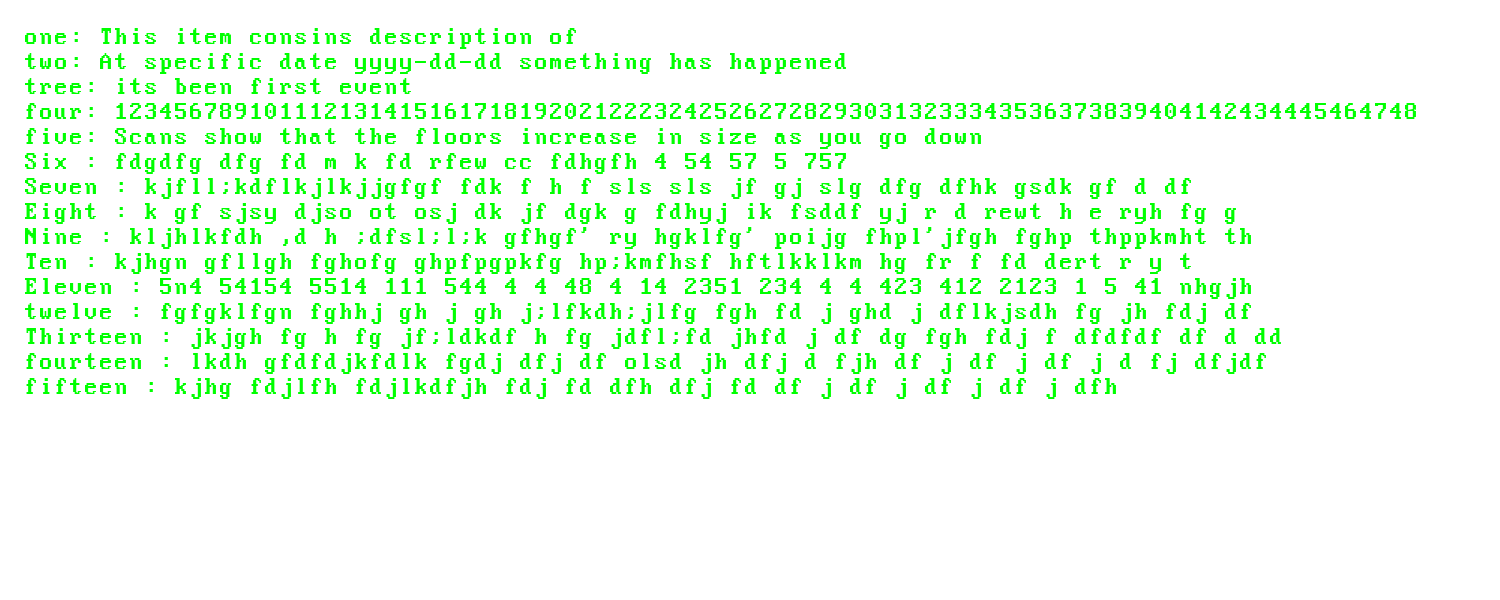 one: This item consins description of
two: At specific date yyyy-dd-dd something has happened
tree: its been first event
four: 123456789101112131415161718192021222324252627282930313233343536373839404142434445464748
five: Scans show that the floors increase in size as you go down
Six : fdgdfg dfg fd m k fd rfew cc fdhgfh 4 54 57 5 757
Seven : kjfll;kdflkjlkjjgfgf fdk f h f sls sls jf gj slg dfg dfhk gsdk gf d df
Eight : k gf sjsy djso ot osj dk jf dgk g fdhyj ik fsddf yj r d rewt h e ryh fg g
Nine : kljhlkfdh ,d h ;dfsl;l;k gfhgf' ry hgklfg' poijg fhpl'jfgh fghp thppkmht th
Ten : kjhgn gfllgh fghofg ghpfpgpkfg hp;kmfhsf hftlkklkm hg fr f fd dert r y t
Eleven : 5n4 54154 5514 111 544 4 4 48 4 14 2351 234 4 4 423 412 2123 1 5 41 nhgjh
twelve : fgfgklfgn fghhj gh j gh j;lfkdh;jlfg fgh fd j ghd j dflkjsdh fg jh fdj df
Thirteen : jkjgh fg h fg jf;ldkdf h fg jdfl;fd jhfd j df dg fgh fdj f dfdfdf df d dd
fourteen : lkdh gfdfdjkfdlk fgdj dfj df olsd jh dfj d fjh df j df j df j d fj dfjdf
fifteen : kjhg fdjlfh fdjlkdfjh fdj fd dfh dfj fd df j df j df j df j dfh